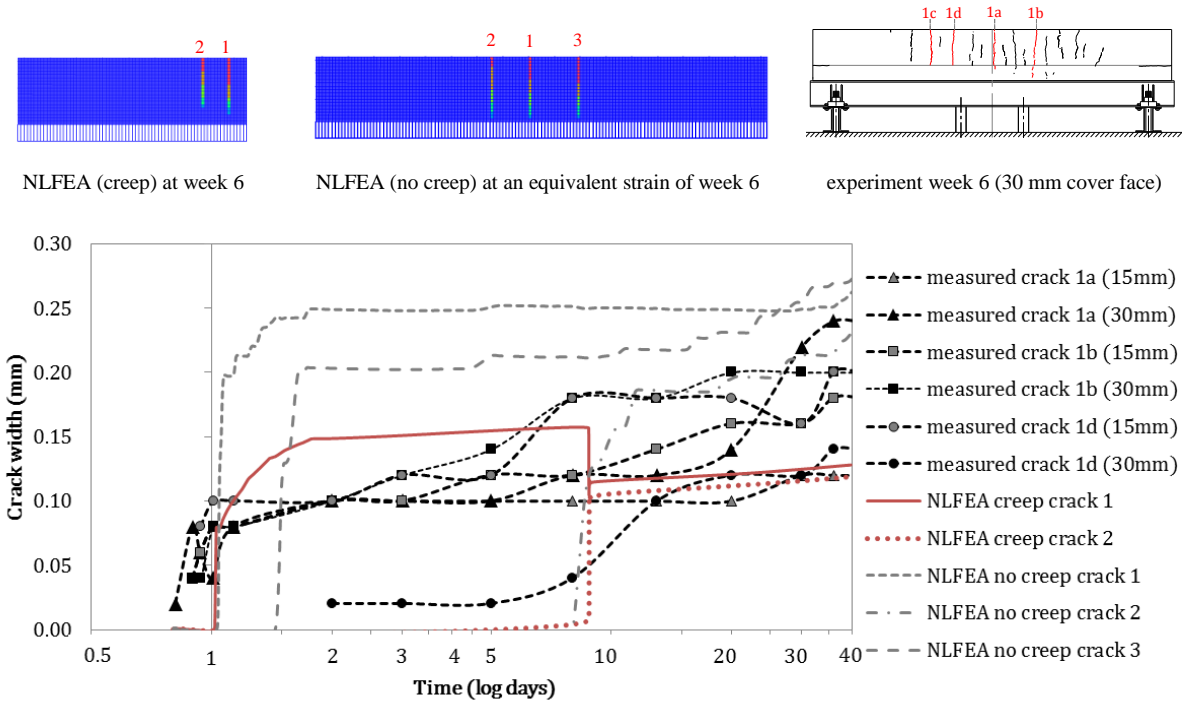 2 1
2 1 3
1c 1d 1a 1b
NLFEA (creep) at week 6
NLFEA (no creep) at an equivalent strain of week 6
experiment week 6 (30 mm cover face)
Crack width (mm)
0.30
0.25
0.20
0.15
0.10
0.05
0.00
0.5 1 2 3 4 5 10 20 30 40
Time (log days)
measured crack 1a (15mm)
measured crack 1a (30mm)
measured crack 1b (15mm)
measured crack 1b (30mm)
measured crack 1d (15mm)
measured crack 1d (30mm)
NLFEA creep crack 1
NLFEA creep crack 2
NLFEA no creep crack 1
NLFEA no creep crack 2
NLFEA no creep crack 3